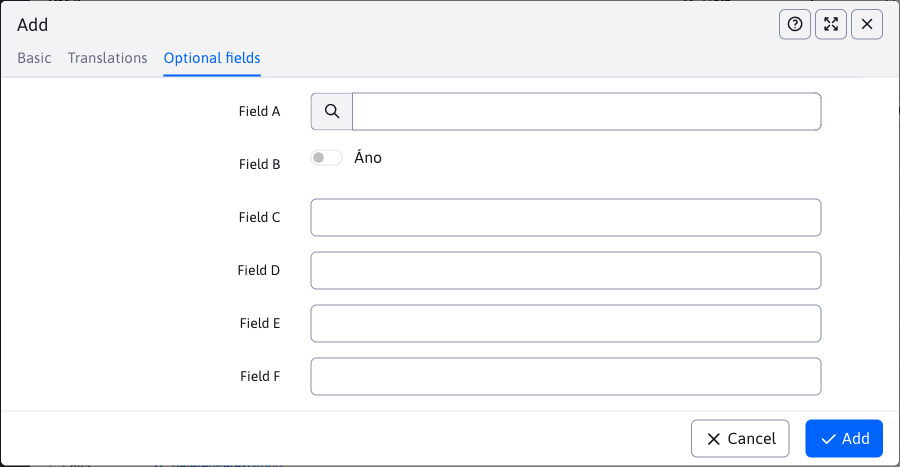 Add
Basic Translations Optional fields
Field A
Field B Áno
Field C
Field D
Field E
Field F
Cancel Add